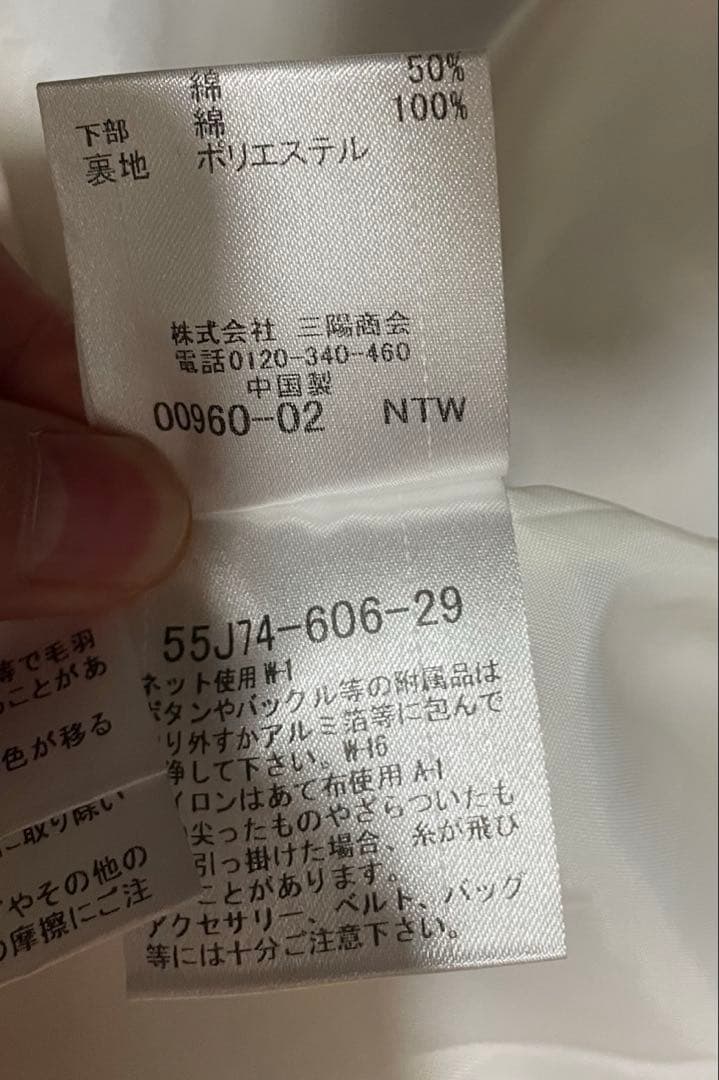 綿 50%
下部 綿 100%
裏地 ポリエステル
株式会社 三陽商会
電話0120-340-460
中国製
00960-02 NTW
55J74-606-29
ネット使用 W-1
ボタンやバックル等の附属品は
り外すかアルミ箔等に包んで
浄して下さい。W-16
イロンはあて布使用 A-1
尖ったものやざらついたも
引っ掛けた場合、糸が飛び
ことがあります。
アクセサリー、ベルト、バッグ
等には十分ご注意下さい。
等で毛羽
ことがあ
色が移る
に取り除い
やその他の
摩擦にご注